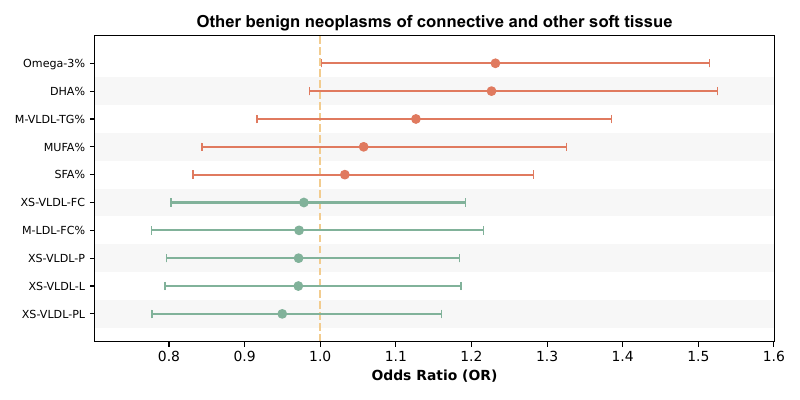 Other benign neoplasms of connective and other soft tissue
Omega-3%
DHA%
M-VLDL-TG%
MUFA%
SFA%
XS-VLDL-FC
M-LDL-FC%
XS-VLDL-P
XS-VLDL-L
XS-VLDL-PL
0.8 0.9 1.0 1.1 1.2 1.3 1.4 1.5 1.6
Odds Ratio (OR)